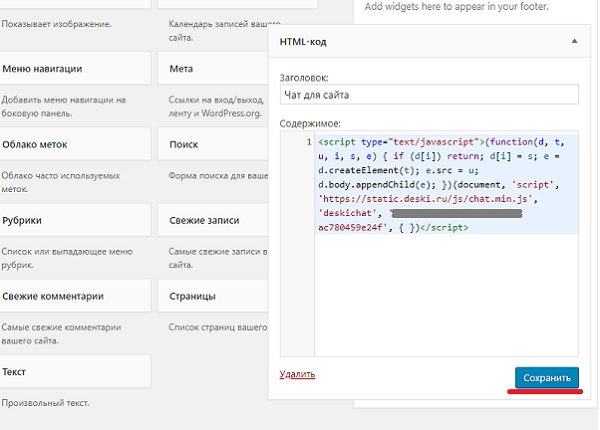 Add widgets here to appear in your footer.
Показывает изображение.
Календарь записей вашего
сайта.
Меню навигации
Мета
Добавить меню навигации на
боковую панель.
Ссылки на вход/выход,
ленту и WordPress.org.
Облако меток
Поиск
Облако часто используемых
меток.
Форма поиска для ваше
Рубрики
Свежие записи
Список или выпадающее меню
рубрик.
Самые свежие записи в
сайта.
Свежие комментарии
Страницы
Самые свежие комментарии
вашего сайта.
Список страниц вашего
Текст
Произвольный текст.
HTML-код
Заголовок:
Чат для сайта
Содержимое:
1
<script type="text/javascript">(function(d, t,
u, i, s, e) { if (d[i]) return; d[i] = s; e =
d.createElement(t); e.src = u;
d.body.appendChild(e); })(document, 'script',
'https://static.deski.ru/js/chat.min.js',
'deskichat', '
ac780459e24f', { })</script>
Удалить
Сохранить